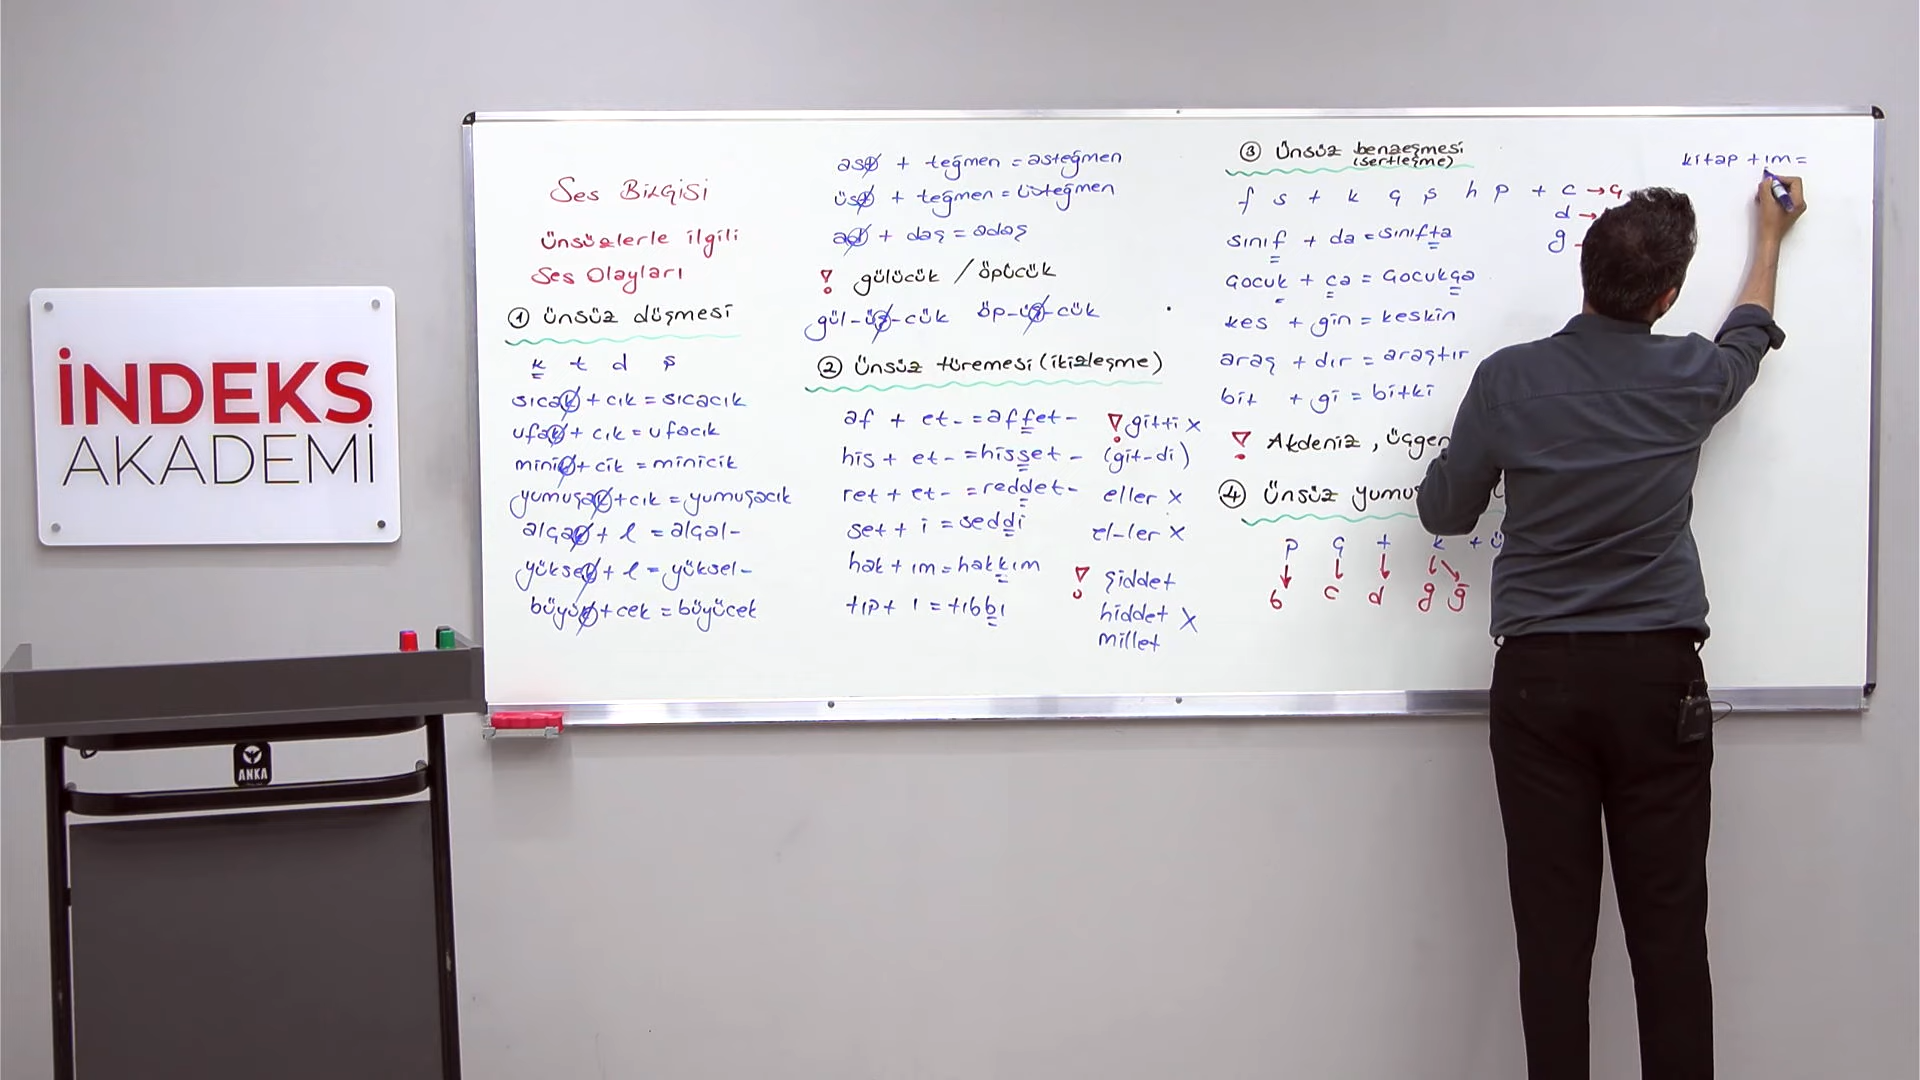 İNDEKS
AKADEMİ
ANKA
Ses Bilgisi
Ünsüzlerle ilgili
Ses Olayları
① Ünsüz düşmesi
k t d ş
sıcak + cık = sıcacık
ufak + cık = ufacık
minik + cik = minicik
yumuşak + cık = yumuşacık
alçak + l = alçal-
yüksek + l = yüksel-
büyük + cek = büyücek
ast + teğmen = asteğmen
üst + teğmen = üsteğmen
ad + daş = adaş
! gülücük / öpücük
gül-üş-cük öp-üş-cük
② Ünsüz türemesi (ikizleşme)
af + et- = affet-
his + et- = hisset-
ret + et- = reddet-
set + i = seddi
hak + ım = hakkım
tıp + ı = tıbbı
! gitti x
(git-di)
eller x
el-ler x
! şiddet
hiddet x
millet
③ Ünsüz benzeşmesi
(sertleşme)
f s t k ç ş h p + c → ç
d →
g
sınıf + da = sınıfta
çocuk + ca = çocukça
kes + gin = keskin
araş + dır = araştır
bit + gi = bitki
! Akdeniz, üçgen
④ Ünsüz
p ç t k + ü
b c d g ğ
kitap + ım =